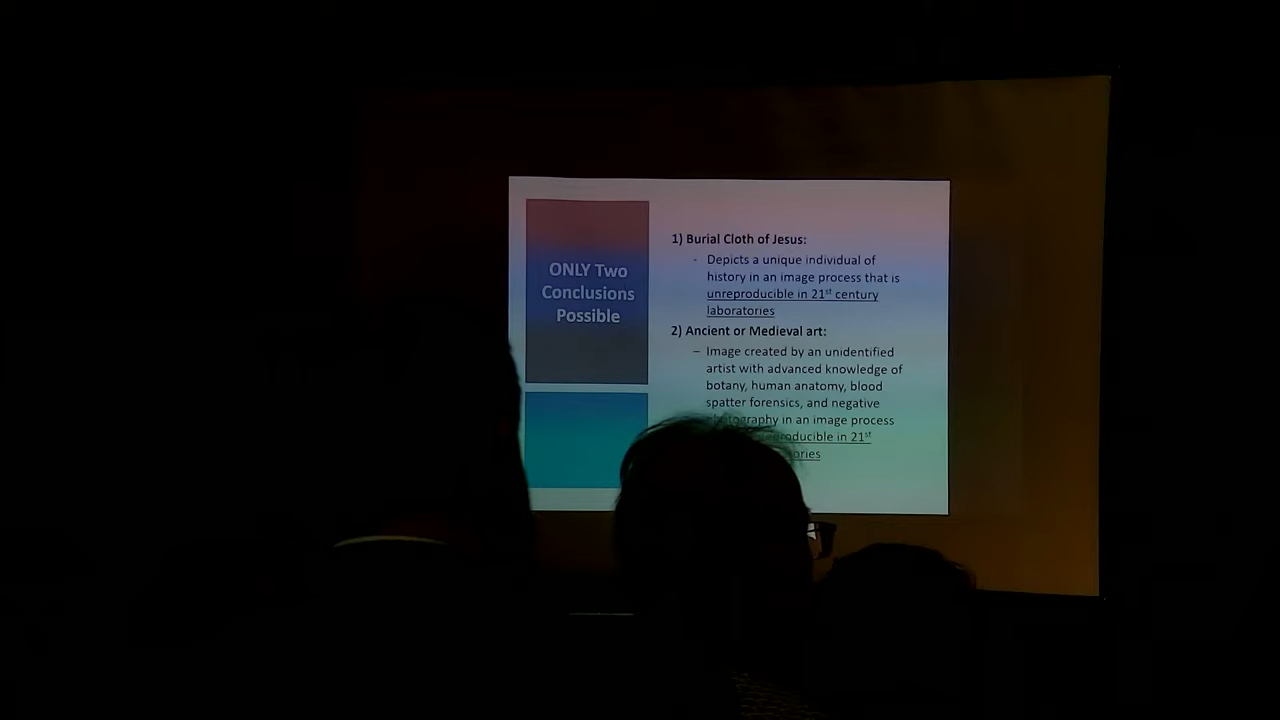 ONLY Two
Conclusions
Possible
1) Burial Cloth of Jesus:
- Depicts a unique individual of
history in an image process that is
unreproducible in 21st century
laboratories
2) Ancient or Medieval art:
– Image created by an unidentified
artist with advanced knowledge of
botany, human anatomy, blood
spatter forensics, and negative
photography in an image process
in 21st